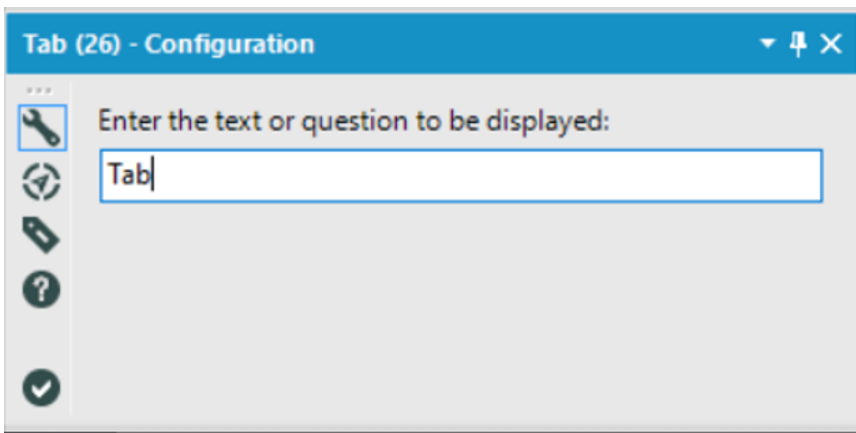 Tab (26) - Configuration
Enter the text or question to be displayed:
Tab